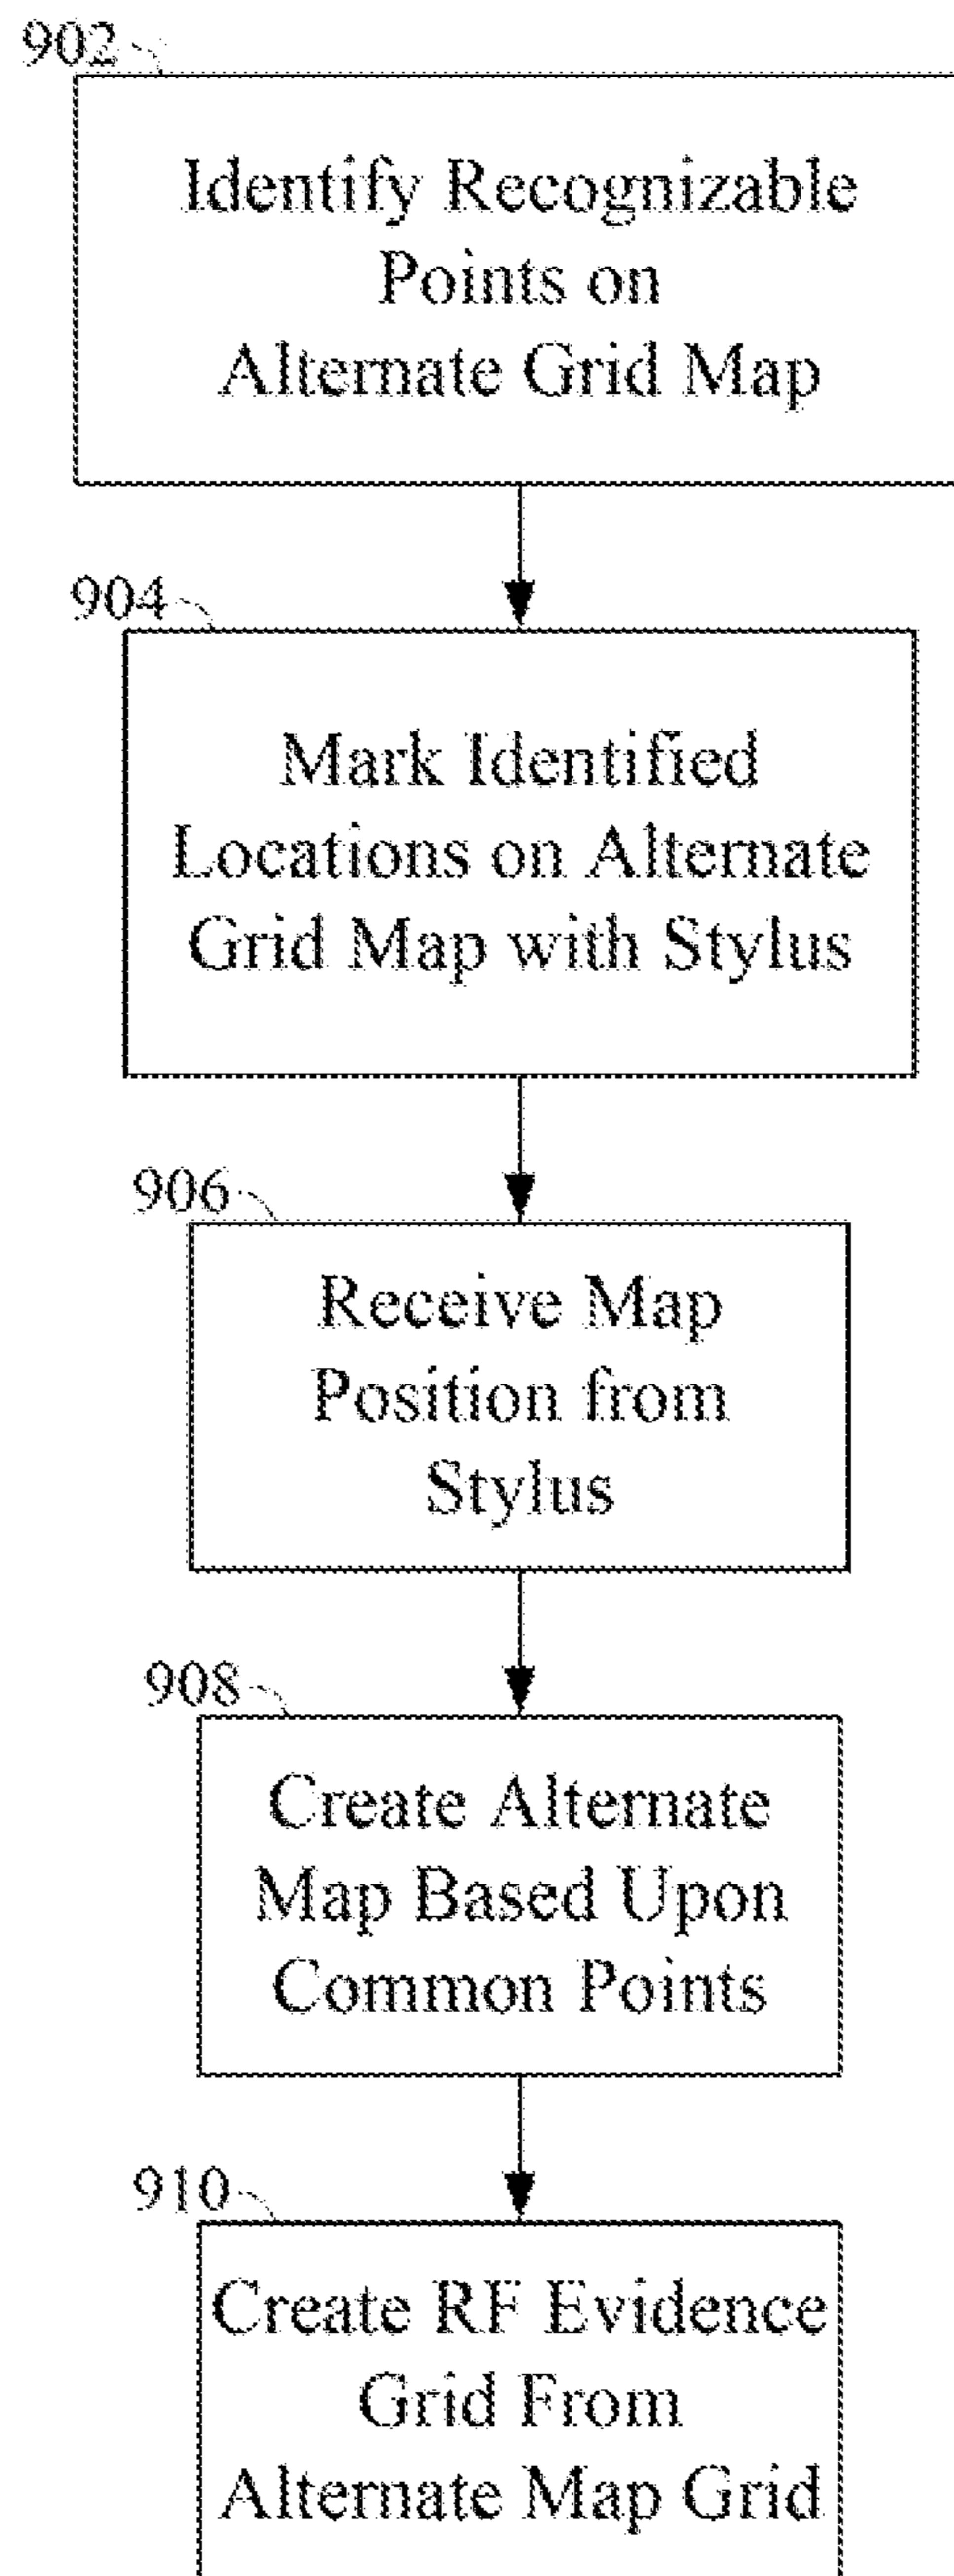 902
Identify Recognizable
Points on
Alternate Grid Map
904
Mark Identified
Locations on Alternate
Grid Map with Stylus
906
Receive Map
Position from
Stylus
908
Create Alternate
Map Based Upon
Common Points
910
Create RF Evidence
Grid From
Alternate Map Grid